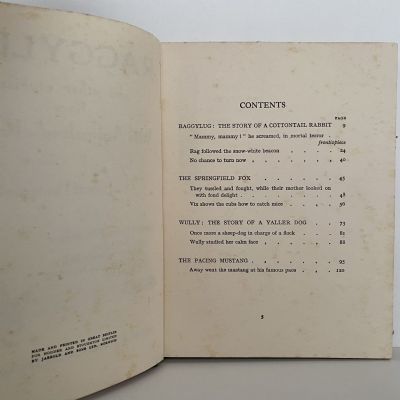 MADE AND PRINTED IN GREAT BRITAIN
FOR HODDER AND STOUGHTON LIMITED
BY JARROLD AND SONS LTD. NORWICH
CONTENTS
PAGE
RAGGYLUG: THE STORY OF A COTTONTAIL RABBIT 9
"Mammy, mammy!" he screamed, in mortal terror .
frontispiece
Rag followed the snow-white beacon . . . . 24
No chance to turn now . . . . . . 40
THE SPRINGFIELD FOX . . . . . . 45
They tussled and fought, while their mother looked on
with fond delight . . . . . . . 48
Vix shows the cubs how to catch mice . . . . 56
WULLY: THE STORY OF A YALLER DOG . . . 73
Once more a sheep-dog in charge of a flock . . . 81
Wully studied her calm face . . . . . 88
THE PACING MUSTANG . . . . . . 95
Away went the mustang at his famous pace . . . 120
5